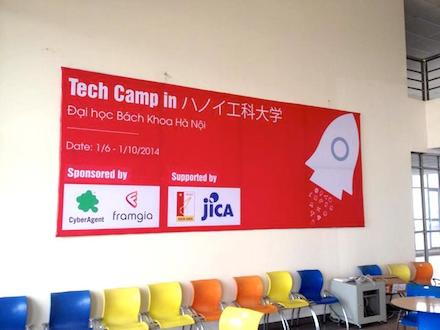 Tech Camp in ハノイ工科大学
Đại học Bách Khoa Hà Nội
Date: 1/6 - 1/10/2014
Sponsored by
Supported by
CyberAgent
framgia
jICA